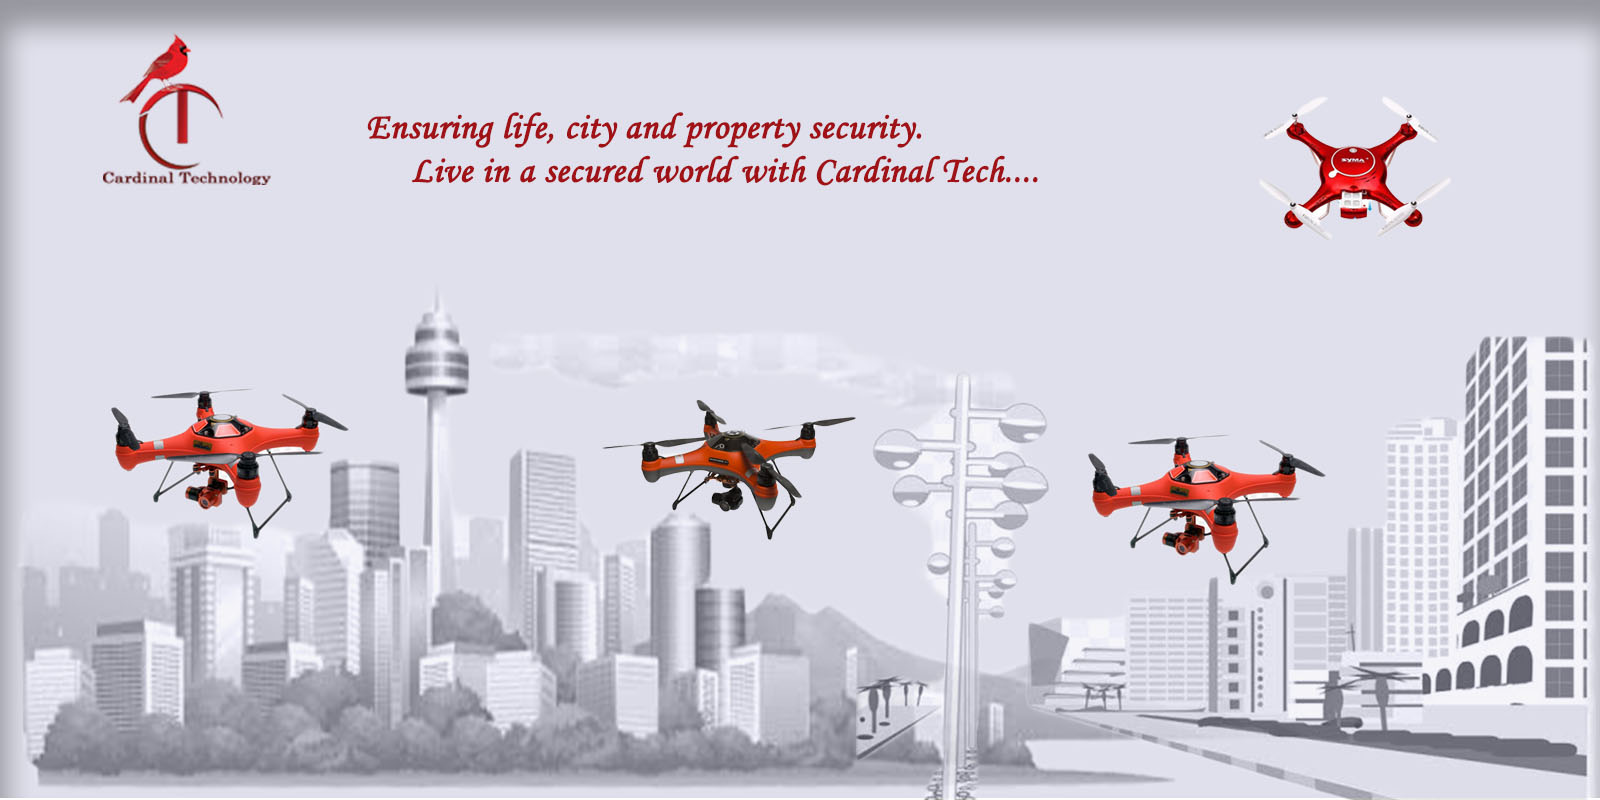 Cardinal Technology
Ensuring life, city and property security.
Live in a secured world with Cardinal Tech....
SYMA